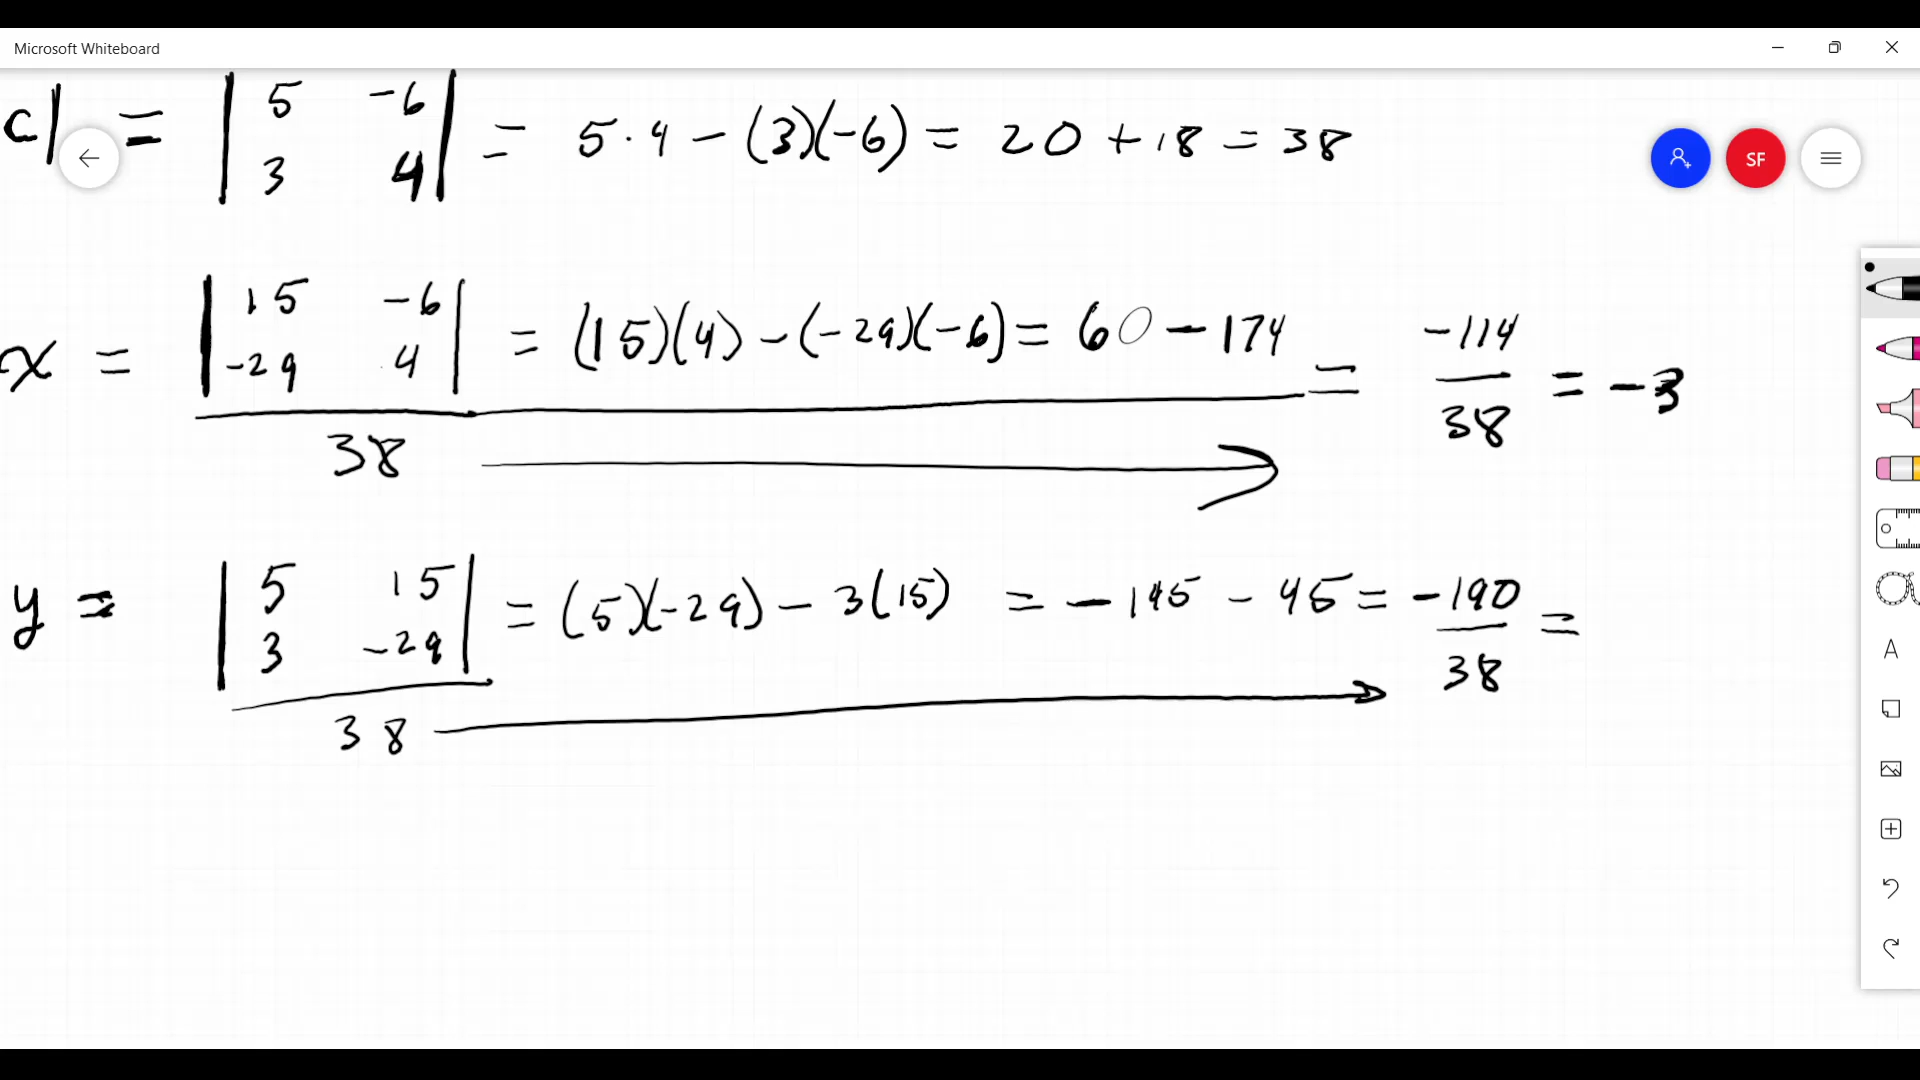 Microsoft Whiteboard
c| = | 5 -6 | = 5·4 - (3)(-6) = 20 + 18 = 38
3 4
SF
x = | 15 -6 | = (15)(4) - (-29)(-6) = 60 - 174 = -114 = -3
-29 4
38 38
y = | 5 15 | = (5)(-29) - 3(15) = -145 - 45 = -190 =
3 -29
38 38
A